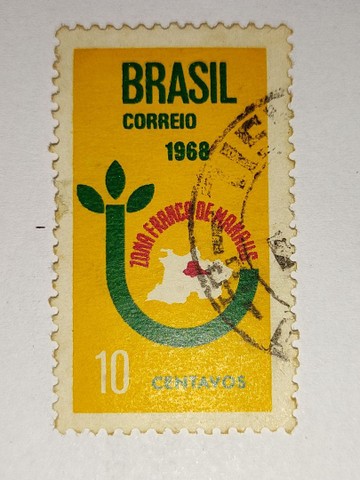 BRASIL
CORREIO
1968
ZONA FRANCA DE MANAUS
10 CENTAVOS